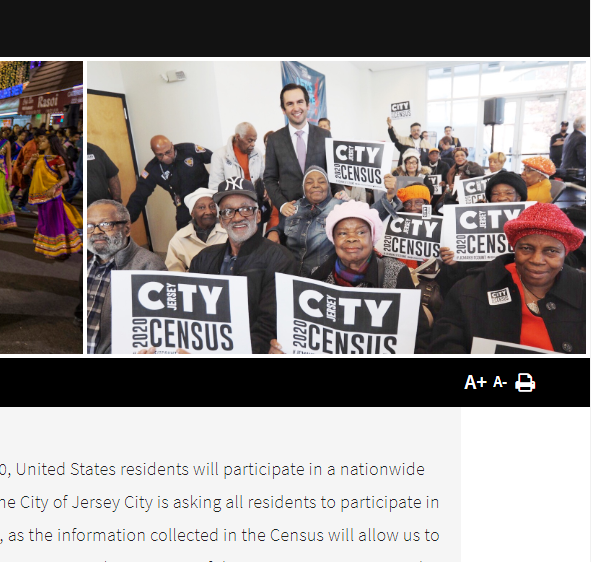 Rasoi
CITY
JERSEY
2020 CENSUS
CITY
JERSEY
2020 CENSUS
CITY
JERSEY
2020 CENSUS
CITY
JERSEY
2020 CENSUS
CITY
JERSEY
2020 CENSUS
CITY
CITY
A+ A-
0, United States residents will participate in a nationwide
ne City of Jersey City is asking all residents to participate in
, as the information collected in the Census will allow us to